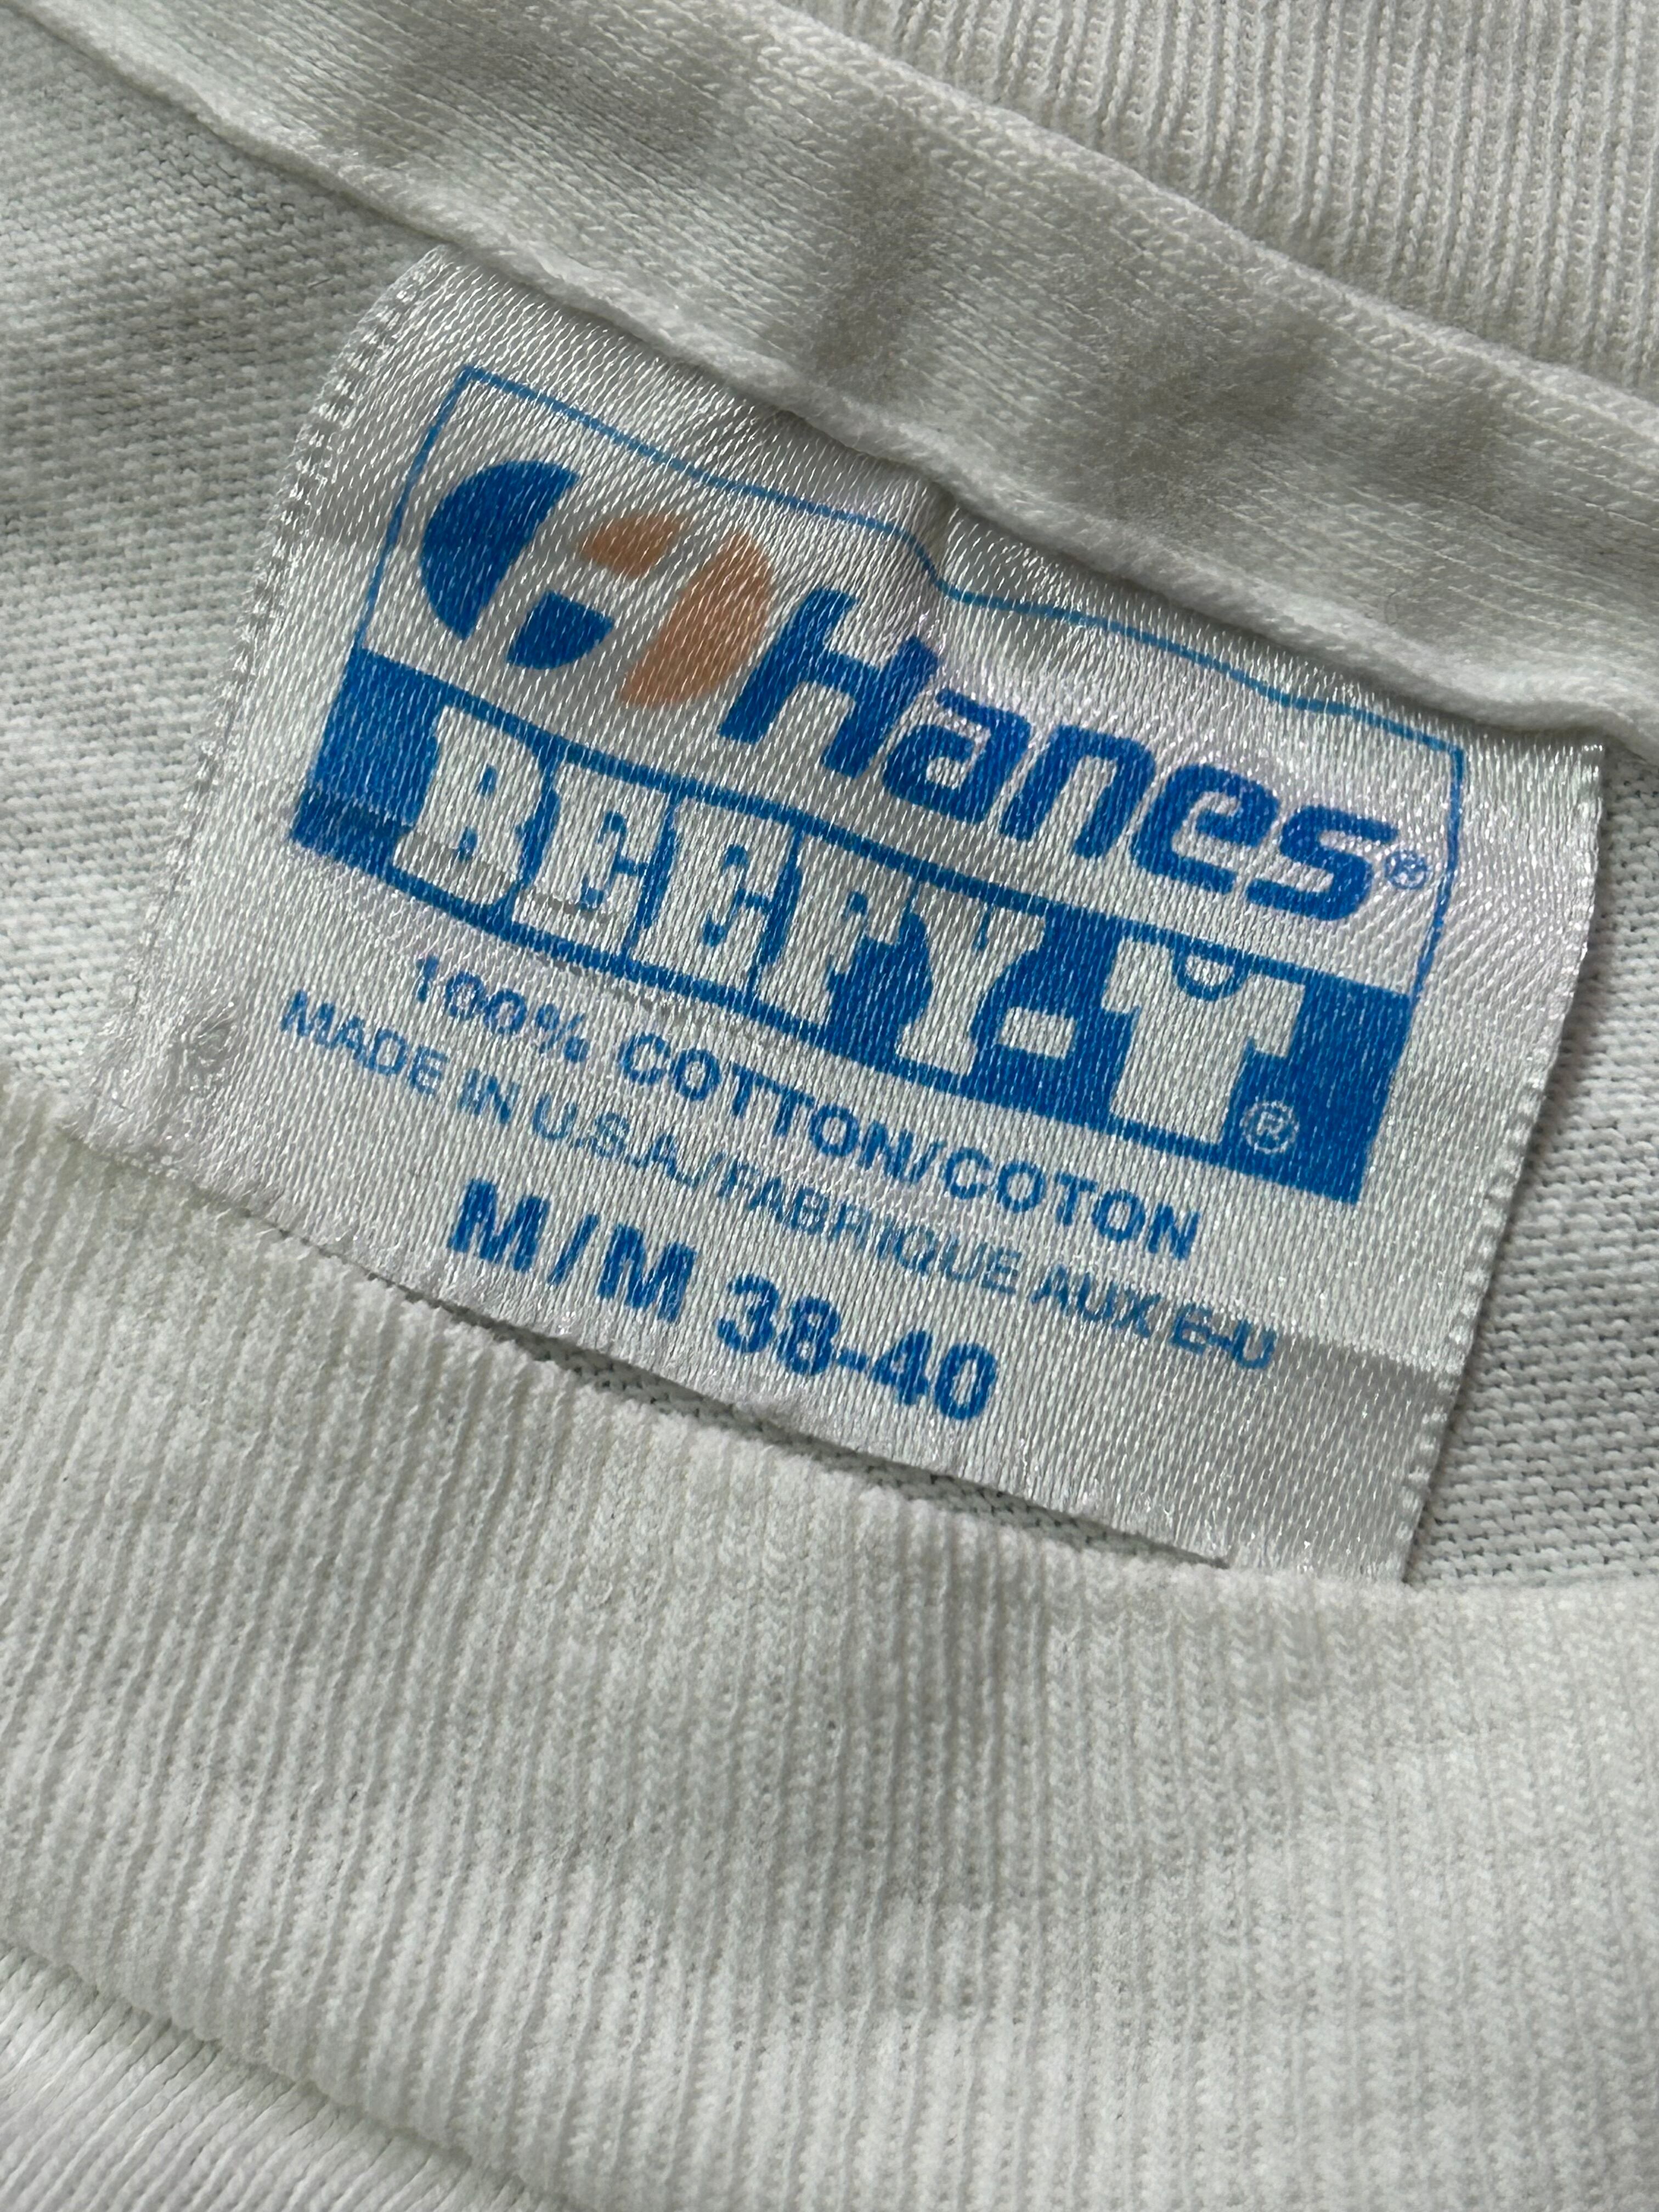 Hanes®
BEEFY-T®
100% COTTON/COTON
MADE IN U.S.A./FABRIQUE AUX E-U
M/M 38-40